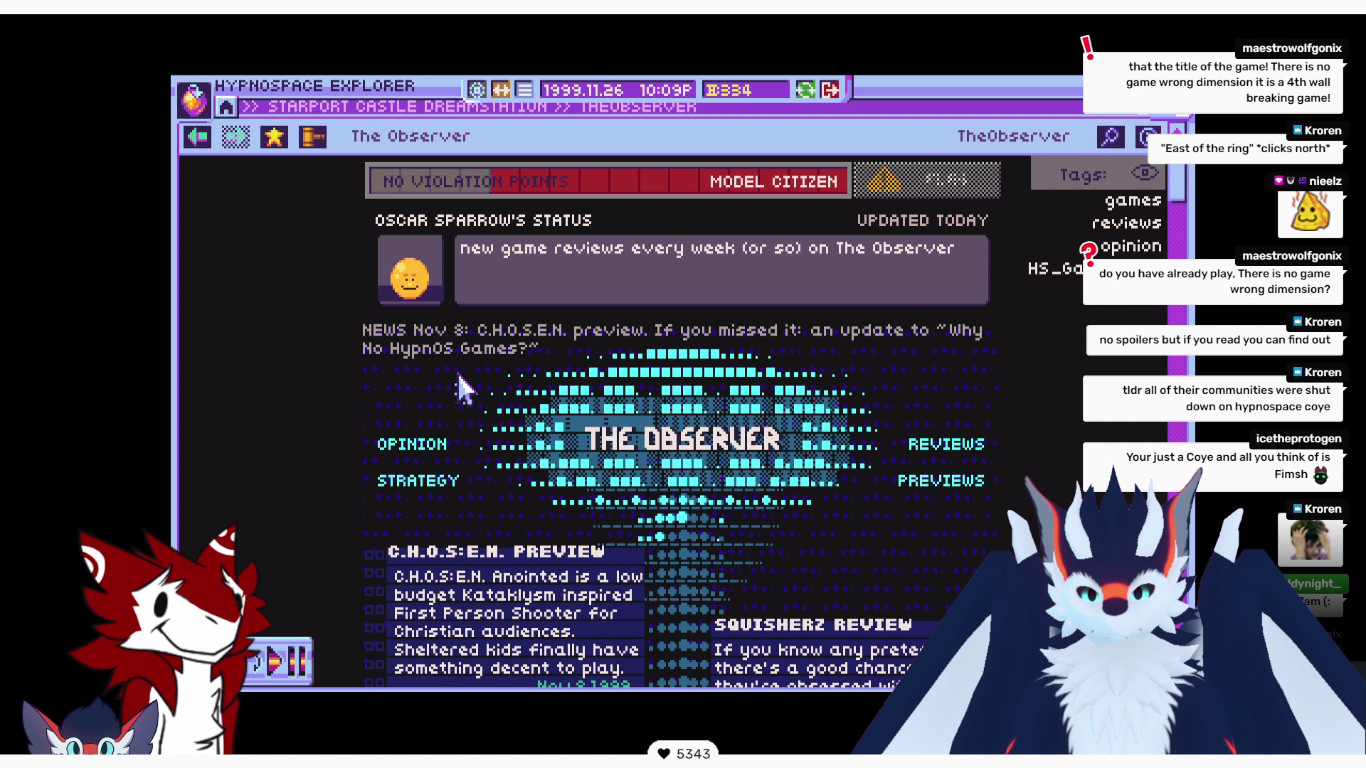 HYPNOSPACE EXPLORER
1999.11.26 10:09P
334
>> STARPORT CASTLE DREAMSTATION >> THEOBSERVER
The Observer
TheObserver
NO VIOLATION POINTS
MODEL CITIZEN
Tags:
games
reviews
opinion
HS_Ga
OSCAR SPARROW'S STATUS
UPDATED TODAY
new game reviews every week (or so) on The Observer
NEWS Nov 8: C.H.O.S.E.N. preview. If you missed it: an update to "Why
No HypnOS Games?"
THE OBSERVER
OPINION
REVIEWS
STRATEGY
PREVIEWS
C.H.O.S:E.N. PREVIEW
C.H.O.S:E.N. Anointed is a low
budget Kataklysm inspired
First Person Shooter for
Christian audiences.
Sheltered kids finally have
something decent to play.
Nov 8 1999
SQUISHERZ REVIEW
If you know any prete
there's a good chanc
they're obsessed wi
maestrowolfgonix
that the title of the game! There is no
game wrong dimension it is a 4th wall
breaking game!
Kroren
"East of the ring" *clicks north*
nieelz
maestrowolfgonix
do you have already play, There is no game
wrong dimension?
Kroren
no spoilers but if you read you can find out
Kroren
tldr all of their communities were shut
down on hypnospace coye
icetheprotogen
Your just a Coye and all you think of is
Fimsh
Kroren
ldynight_
am (:
5343